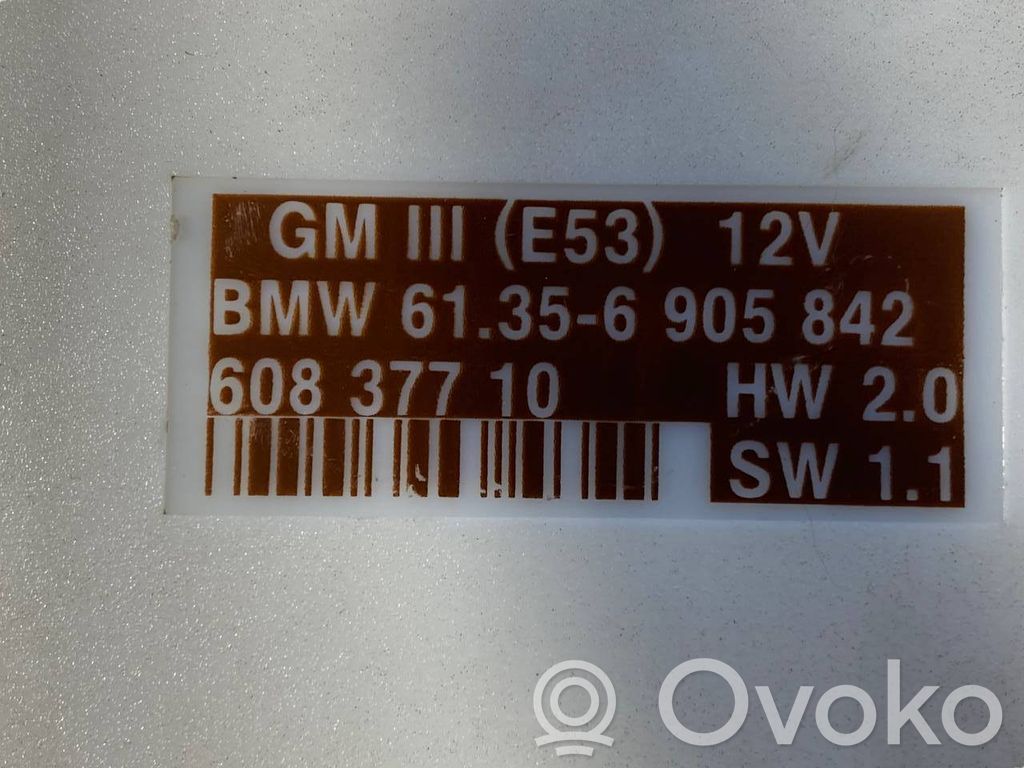 GM III (E53) 12V
BMW 61.35-6 905 842
608 377 10 HW 2.0
SW 1.1
Ovoko